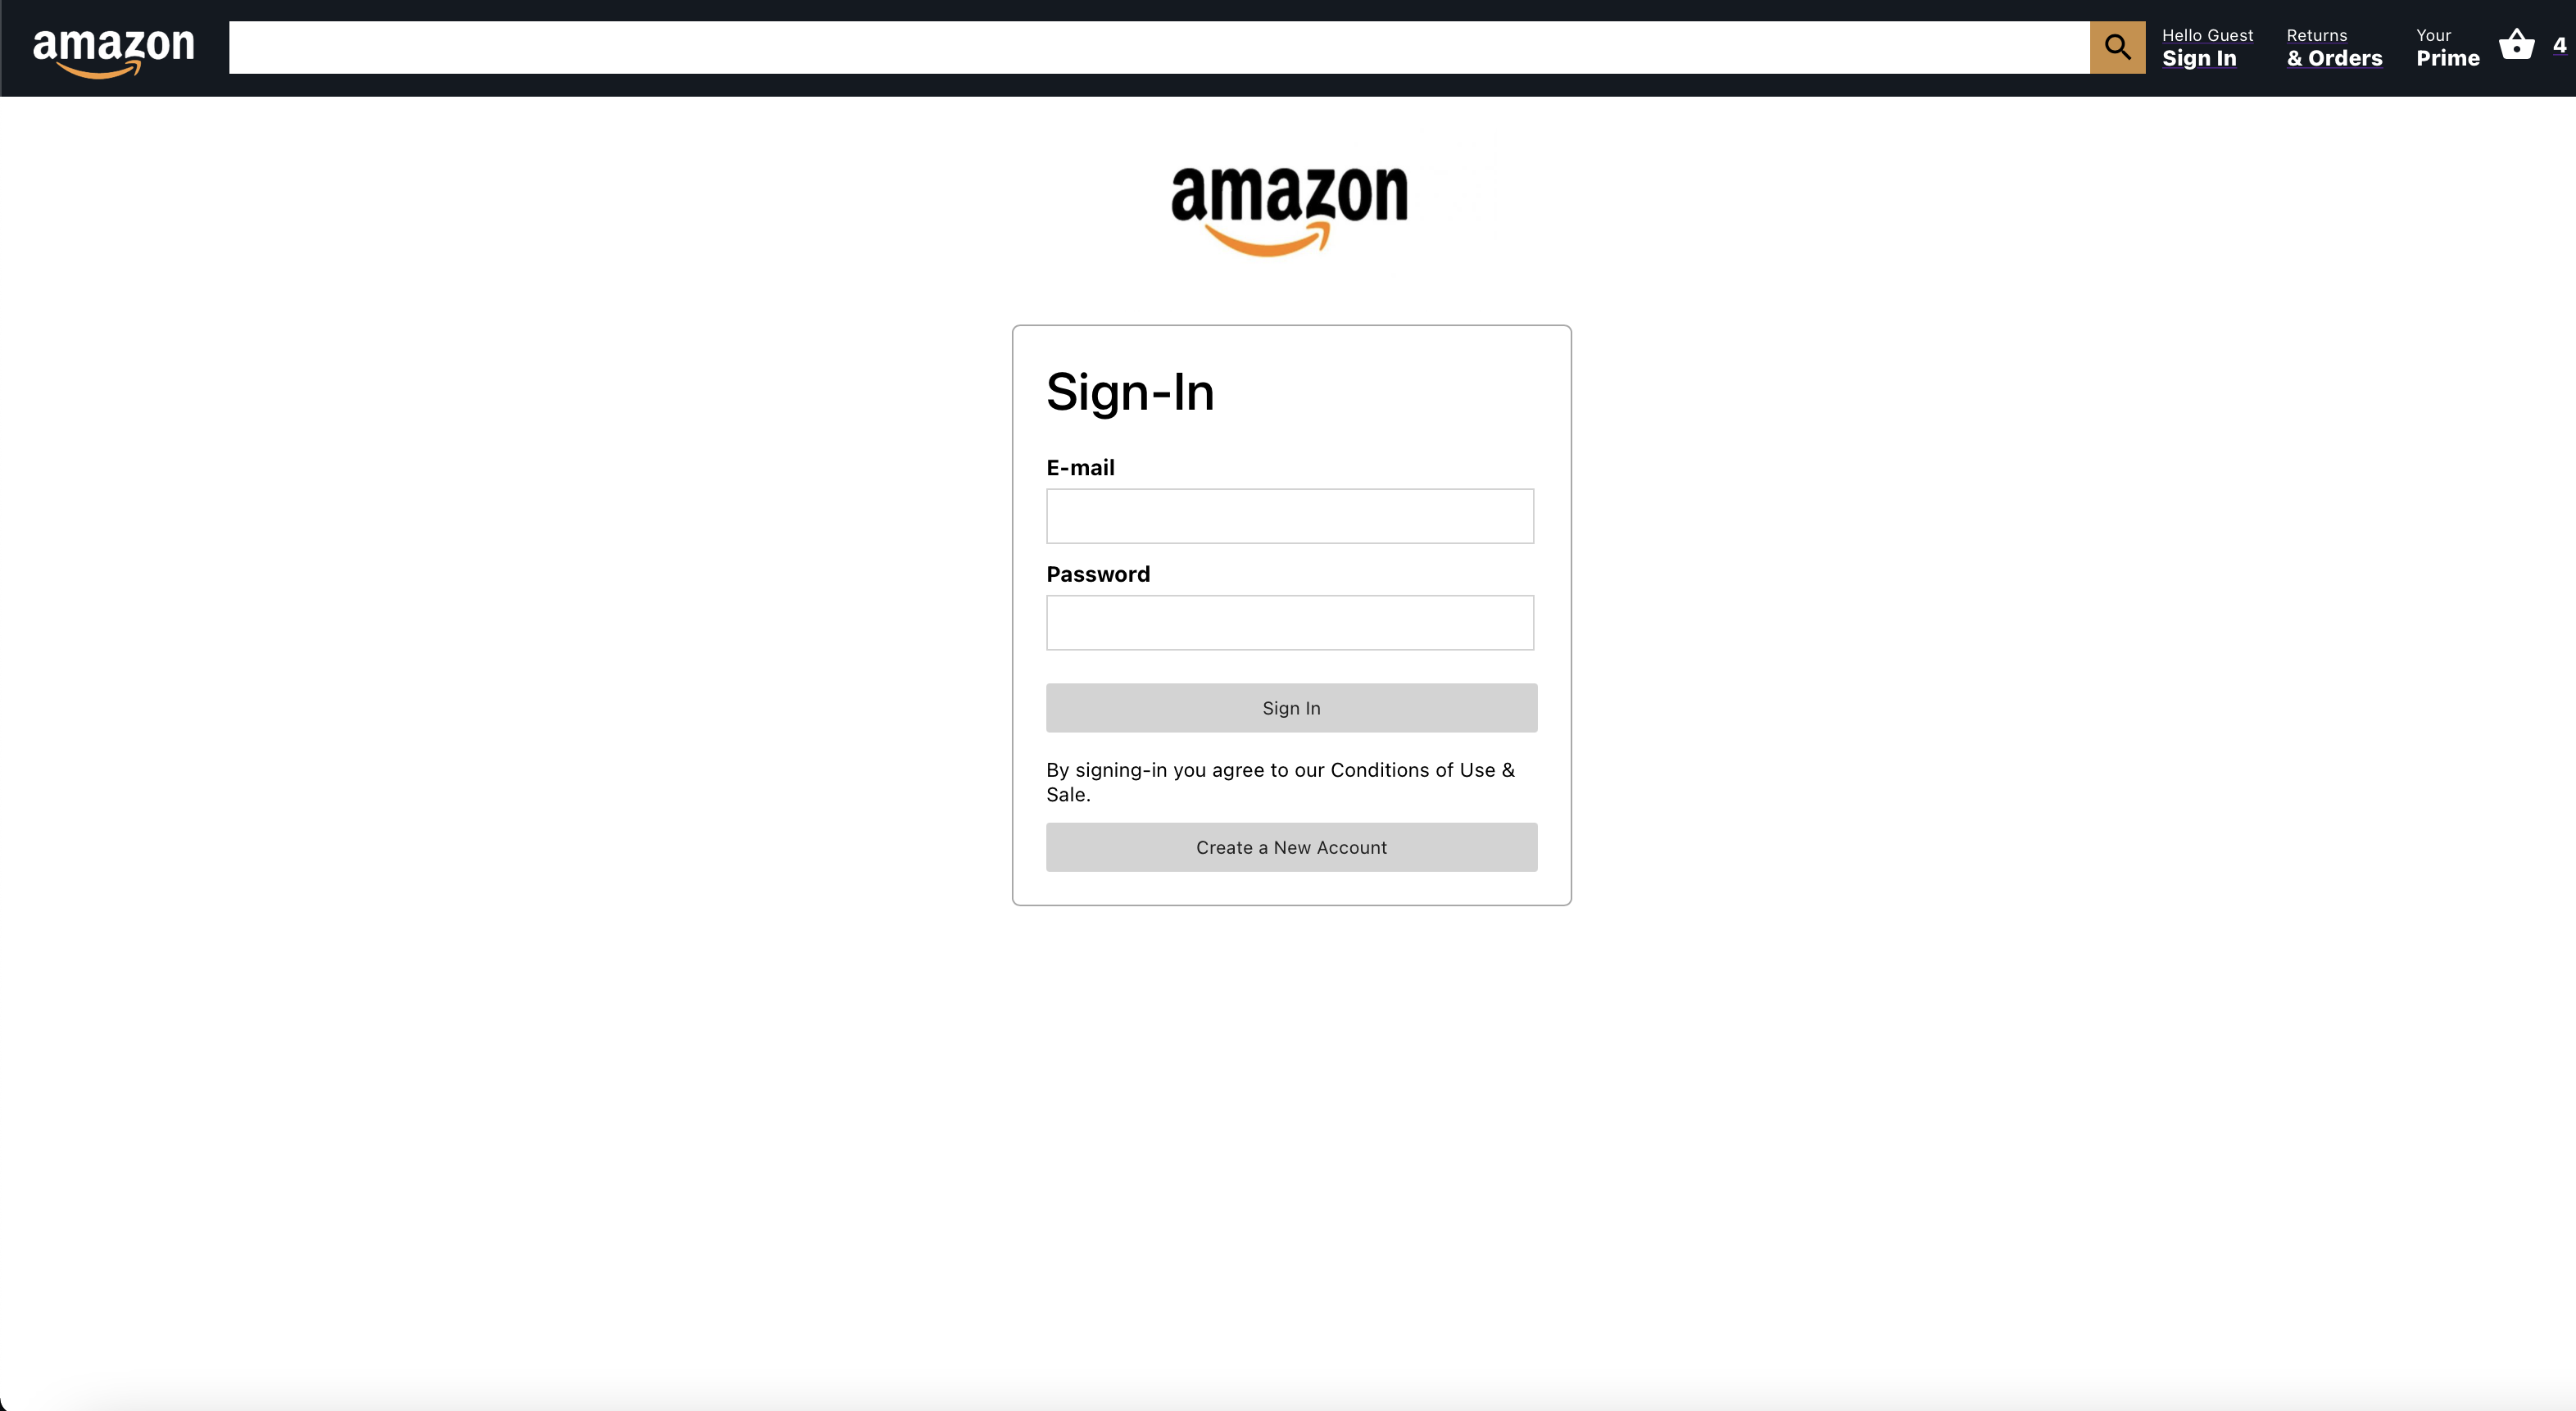 amazon
Hello Guest
Sign In
Returns
& Orders
Your
Prime
4
amazon
Sign-In
E-mail
Password
Sign In
By signing-in you agree to our Conditions of Use &
Sale.
Create a New Account